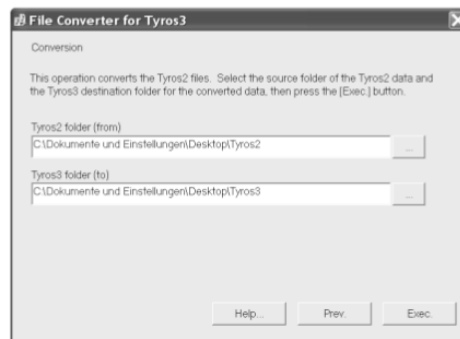 File Converter for Tyros3
Conversion
This operation converts the Tyros2 files. Select the source folder of the Tyros2 data and
the Tyros3 destination folder for the converted data, then press the [Exec.] button.
Tyros2 folder (from)
C:\Dokumente und Einstellungen\Desktop\Tyros2
...
Tyros3 folder (to)
C:\Dokumente und Einstellungen\Desktop\Tyros3
...
Help... Prev. Exec.